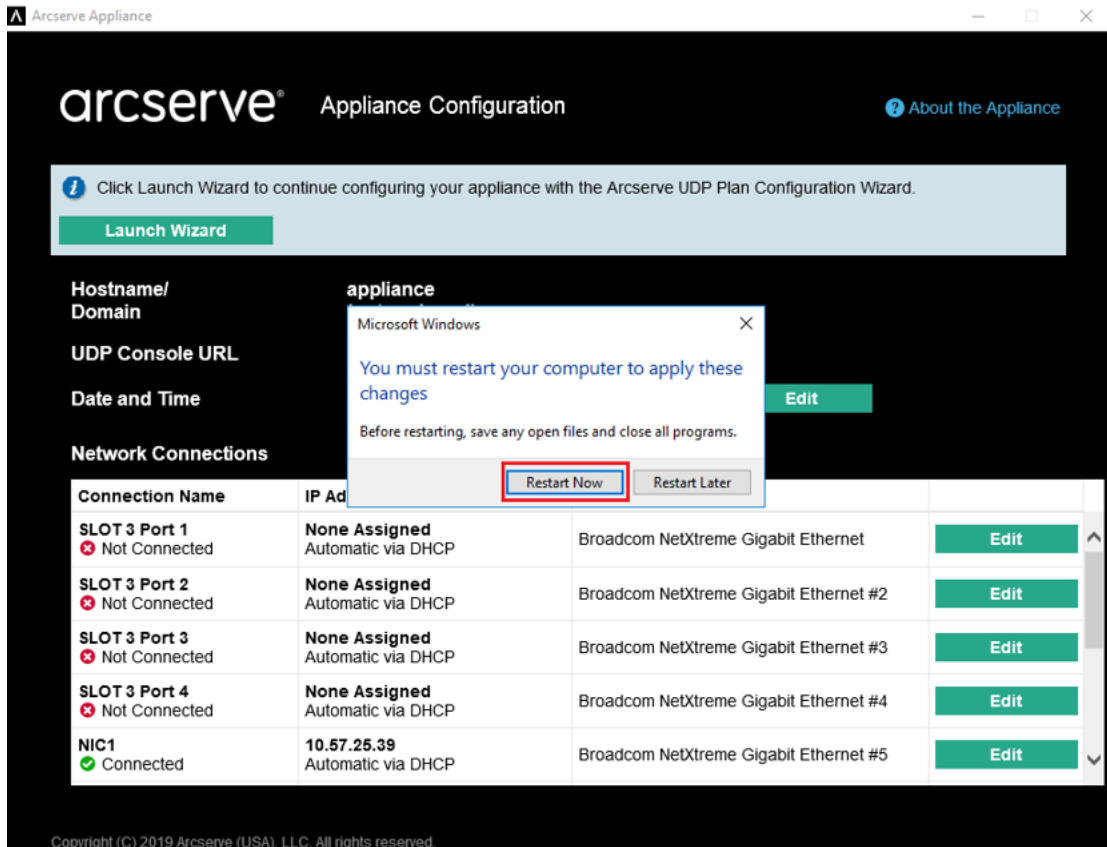 Arcserve Appliance
arcserve® Appliance Configuration
About the Appliance
Click Launch Wizard to continue configuring your appliance with the Arcserve UDP Plan Configuration Wizard.
Launch Wizard
Hostname/ appliance
Domain
UDP Console URL
Date and Time
Edit
Microsoft Windows
You must restart your computer to apply these
changes
Before restarting, save any open files and close all programs.
Restart Now Restart Later
Network Connections
Connection Name IP Ad
SLOT 3 Port 1 None Assigned
Not Connected Automatic via DHCP
Broadcom NetXtreme Gigabit Ethernet Edit
SLOT 3 Port 2 None Assigned
Not Connected Automatic via DHCP
Broadcom NetXtreme Gigabit Ethernet #2 Edit
SLOT 3 Port 3 None Assigned
Not Connected Automatic via DHCP
Broadcom NetXtreme Gigabit Ethernet #3 Edit
SLOT 3 Port 4 None Assigned
Not Connected Automatic via DHCP
Broadcom NetXtreme Gigabit Ethernet #4 Edit
NIC1 10.57.25.39
Connected Automatic via DHCP
Broadcom NetXtreme Gigabit Ethernet #5 Edit
Copyright (C) 2019 Arcserve (USA), LLC. All rights reserved.